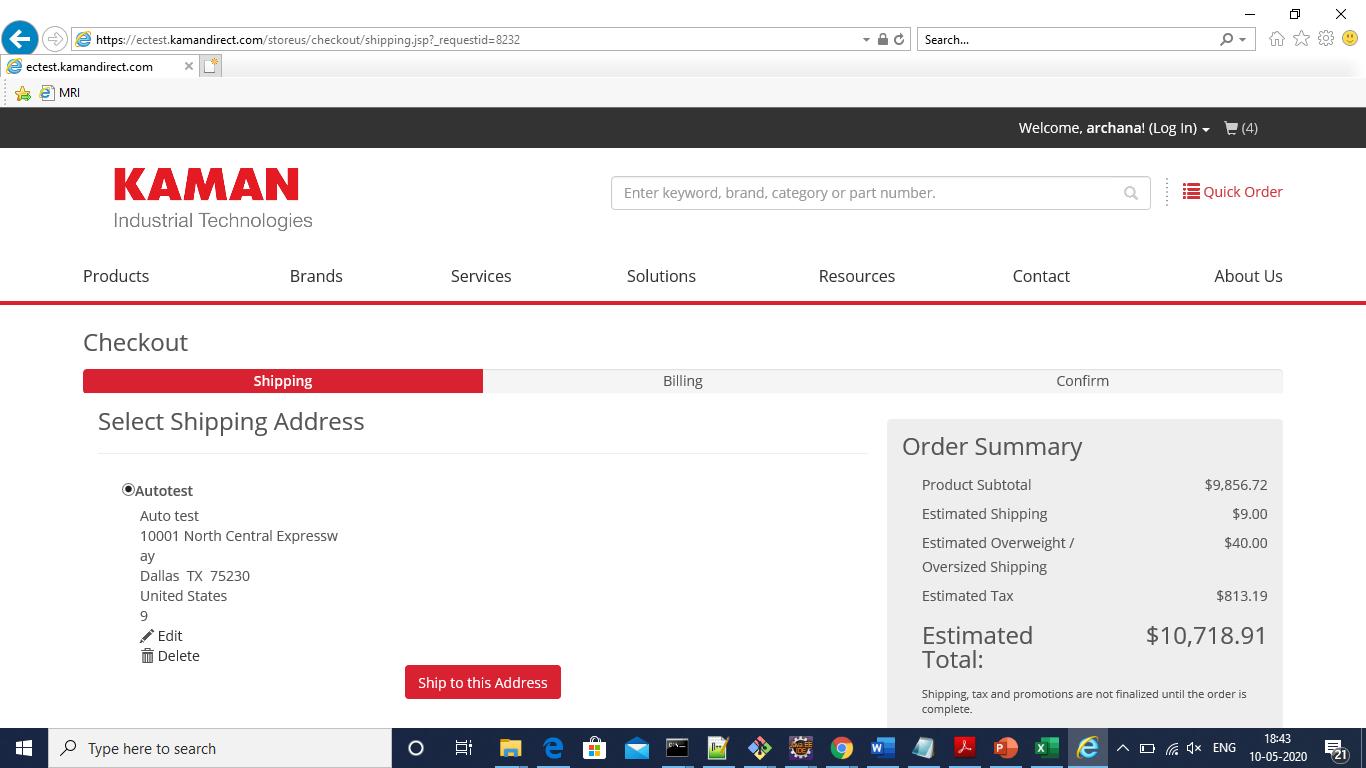 https://ectest.kamandirect.com/storeus/checkout/shipping.jsp?_requestid=8232
Search...
ectest.kamandirect.com
MRI
Welcome, archana! (Log In)
(4)
KAMAN
Industrial Technologies
Enter keyword, brand, category or part number.
Quick Order
Products
Brands
Services
Solutions
Resources
Contact
About Us
Checkout
Shipping
Billing
Confirm
Select Shipping Address
Autotest
Auto test
10001 North Central Expressw
ay
Dallas TX 75230
United States
9
Edit
Delete
Ship to this Address
Order Summary
Product Subtotal $9,856.72
Estimated Shipping $9.00
Estimated Overweight / $40.00
Oversized Shipping
Estimated Tax $813.19
Estimated $10,718.91
Total:
Shipping, tax and promotions are not finalized until the order is
complete.
Type here to search
ENG
18:43
10-05-2020
21